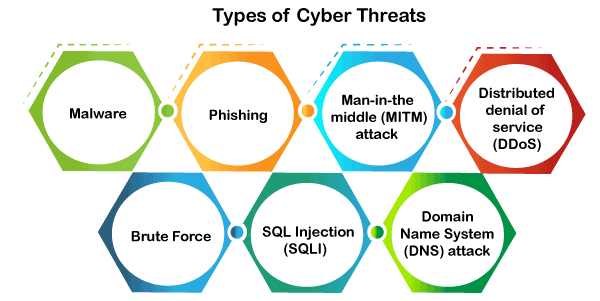 Types of Cyber Threats
Malware
Phishing
Man-in-the
middle (MITM)
attack
Distributed
denial of
service
(DDoS)
Brute Force
SQL Injection
(SQLI)
Domain
Name System
(DNS) attack